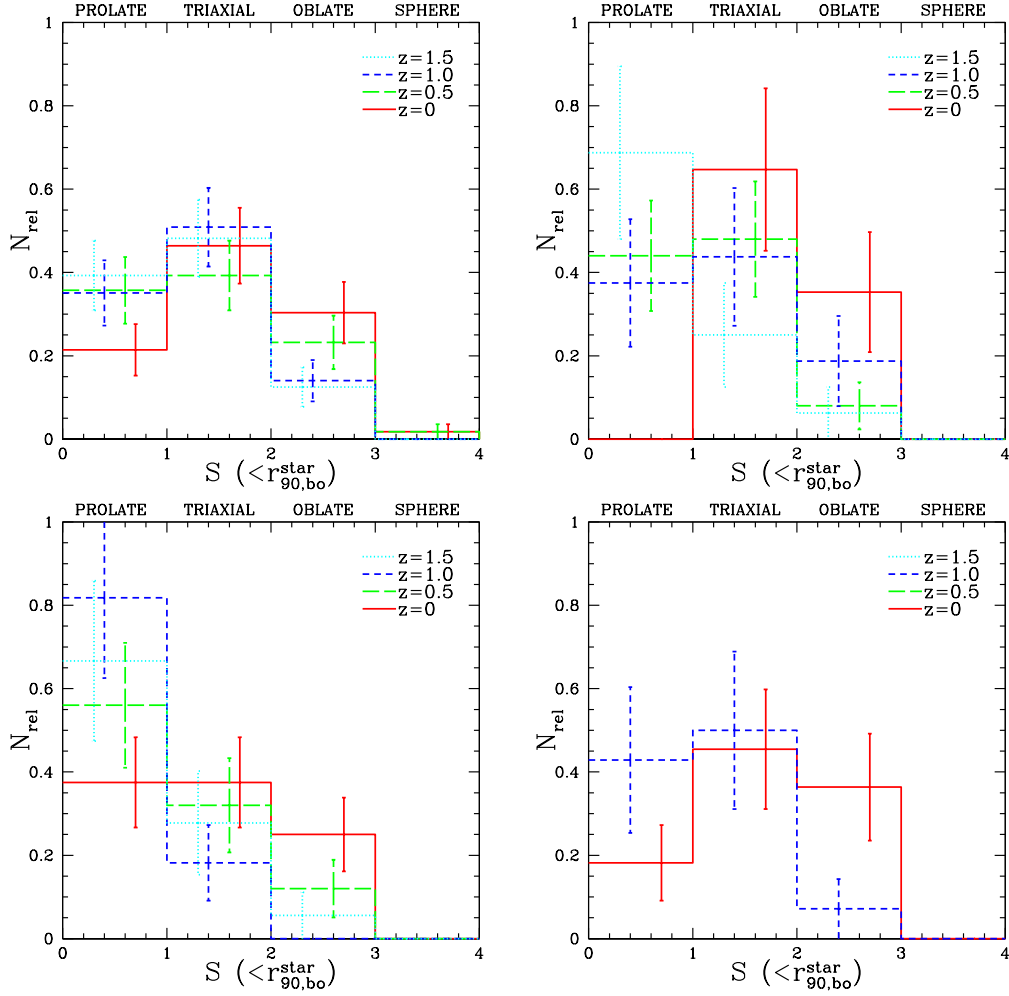 PROLATE TRIAXIAL OBLATE SPHERE
1
0.8
0.6
0.4
0.2
0
N_rel
z=1.5
z=1.0
z=0.5
z=0
0 1 2 3 4
S (<r^star_90,bo)
PROLATE TRIAXIAL OBLATE SPHERE
1
0.8
0.6
0.4
0.2
0
N_rel
z=1.5
z=1.0
z=0.5
z=0
0 1 2 3 4
S (<r^star_90,bo)
PROLATE TRIAXIAL OBLATE SPHERE
1
0.8
0.6
0.4
0.2
0
N_rel
z=1.5
z=1.0
z=0.5
z=0
0 1 2 3 4
S (<r^star_90,bo)
PROLATE TRIAXIAL OBLATE SPHERE
1
0.8
0.6
0.4
0.2
0
N_rel
z=1.5
z=1.0
z=0.5
z=0
0 1 2 3 4
S (<r^star_90,bo)